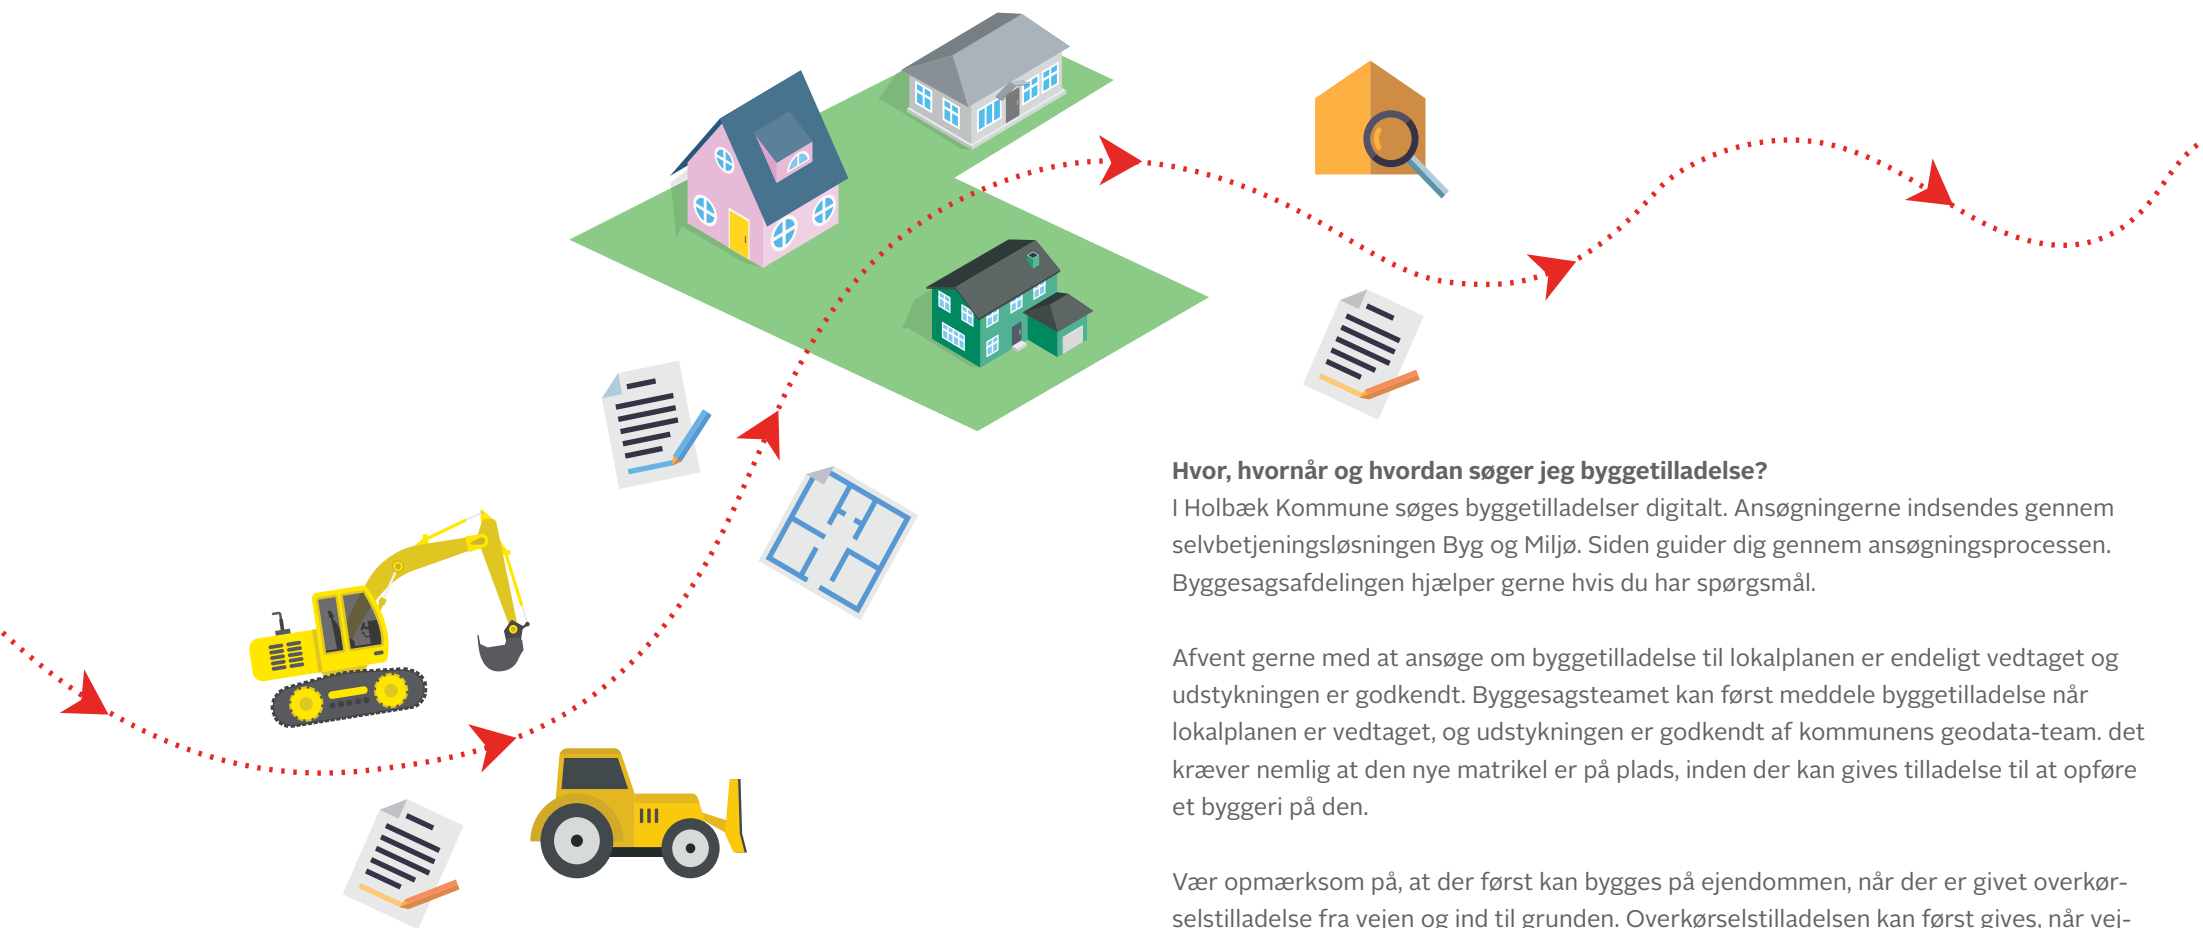 Hvor, hvornår og hvordan søger jeg byggetilladelse?
I Holbæk Kommune søges byggetilladelser digitalt. Ansøgningerne indsendes gennem
selvbetjeningsløsningen Byg og Miljø. Siden guider dig gennem ansøgningsprocessen.
Byggesagsafdelingen hjælper gerne hvis du har spørgsmål.
Afvent gerne med at ansøge om byggetilladelse til lokalplanen er endeligt vedtaget og
udstykningen er godkendt. Byggesagsteamet kan først meddele byggetilladelse når
lokalplanen er vedtaget, og udstykningen er godkendt af kommunens geodata-team. det
kræver nemlig at den nye matrikel er på plads, inden der kan gives tilladelse til at opføre
et byggeri på den.
Vær opmærksom på, at der først kan bygges på ejendommen, når der er givet overkør-
selstilladelse fra vejen og ind til grunden. Overkørselstilladelsen kan først gives, når vej-